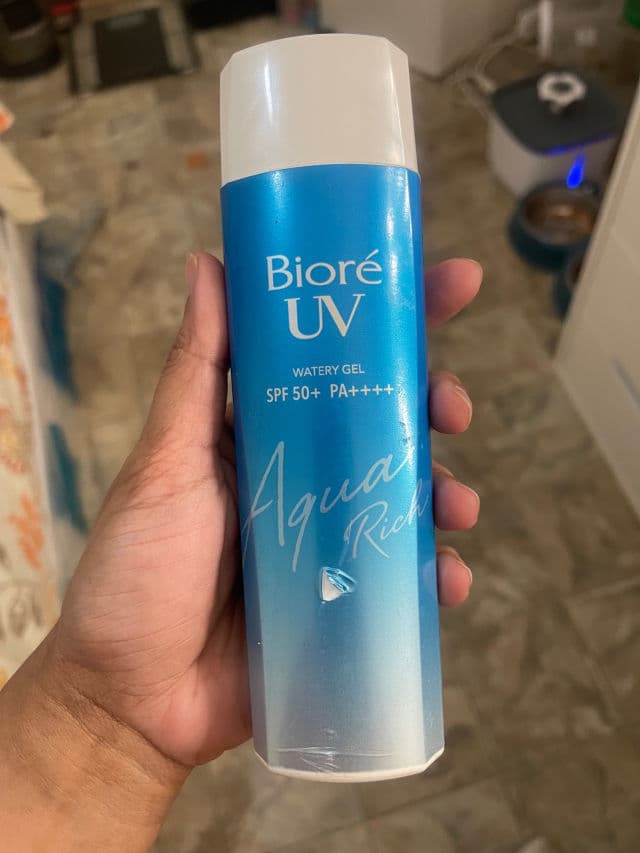 Bioré
UV
WATERY GEL
SPF 50+ PA++++
Aqua
Rich